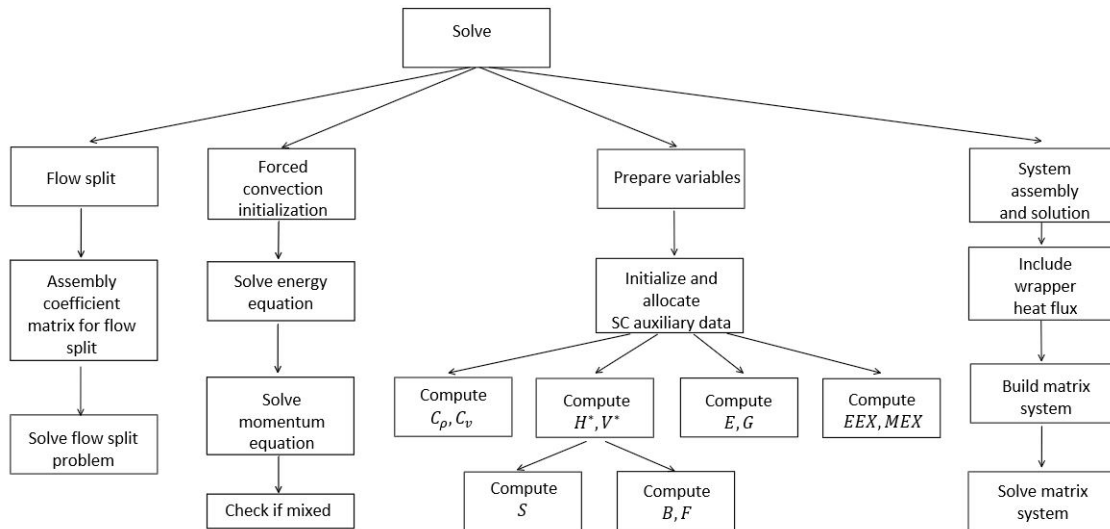 Solve
Flow split
Forced
convection
initialization
Prepare variables
System
assembly
and solution
Assembly
coefficient
matrix for flow
split
Solve energy
equation
Initialize and
allocate
SC auxiliary data
Include
wrapper
heat flux
Solve flow split
problem
Solve
momentum
equation
Compute
C_ρ, C_v
Compute
H*, V*
Compute
E, G
Compute
EEX, MEX
Build matrix
system
Check if mixed
Compute
S
Compute
B, F
Solve matrix
system